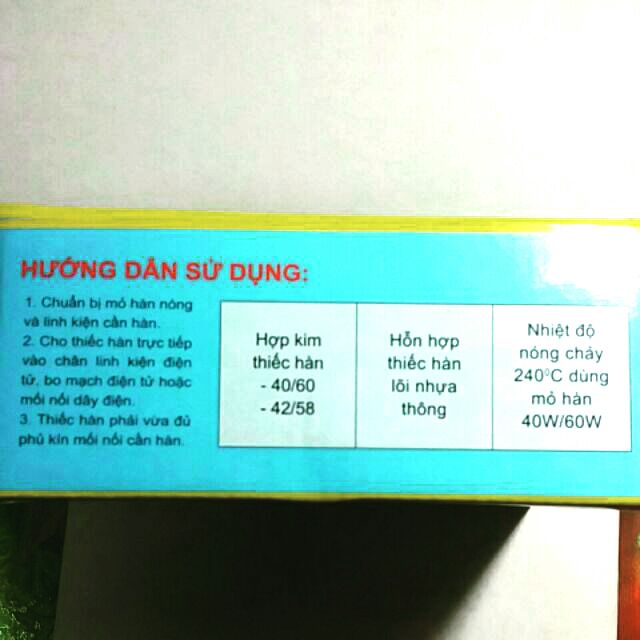 HƯỚNG DẪN SỬ DỤNG:
1. Chuẩn bị mỏ hàn nóng
và linh kiện cần hàn.
2. Cho thiếc hàn trực tiếp
vào chân linh kiện điện
tử, bo mạch điện tử hoặc
mối nối dây điện.
3. Thiếc hàn phải vừa đủ
phủ kín mối nối cần hàn.
Hợp kim
thiếc hàn
- 40/60
- 42/58
Hỗn hợp
thiếc hàn
lõi nhựa
thông
Nhiệt độ
nóng chảy
240⁰C dùng
mỏ hàn
40W/60W